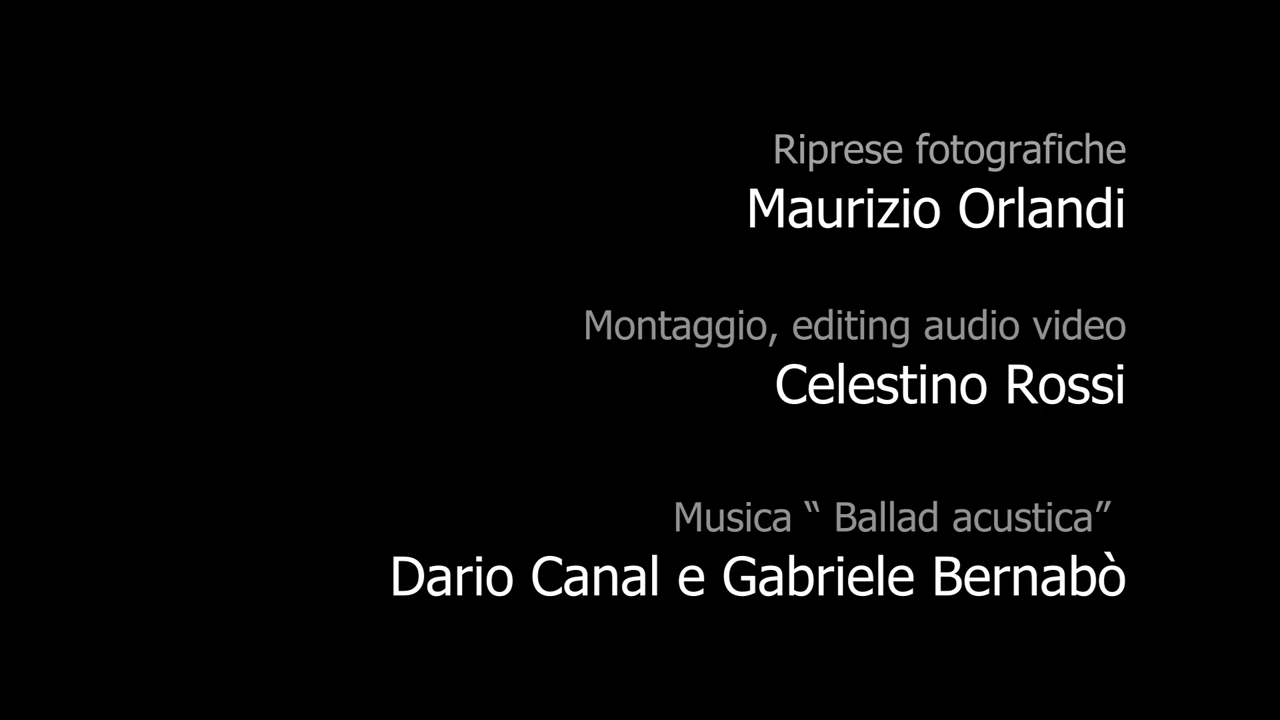 Riprese fotografiche
Maurizio Orlandi
Montaggio, editing audio video
Celestino Rossi
Musica “ Ballad acustica”
Dario Canal e Gabriele Bernabò